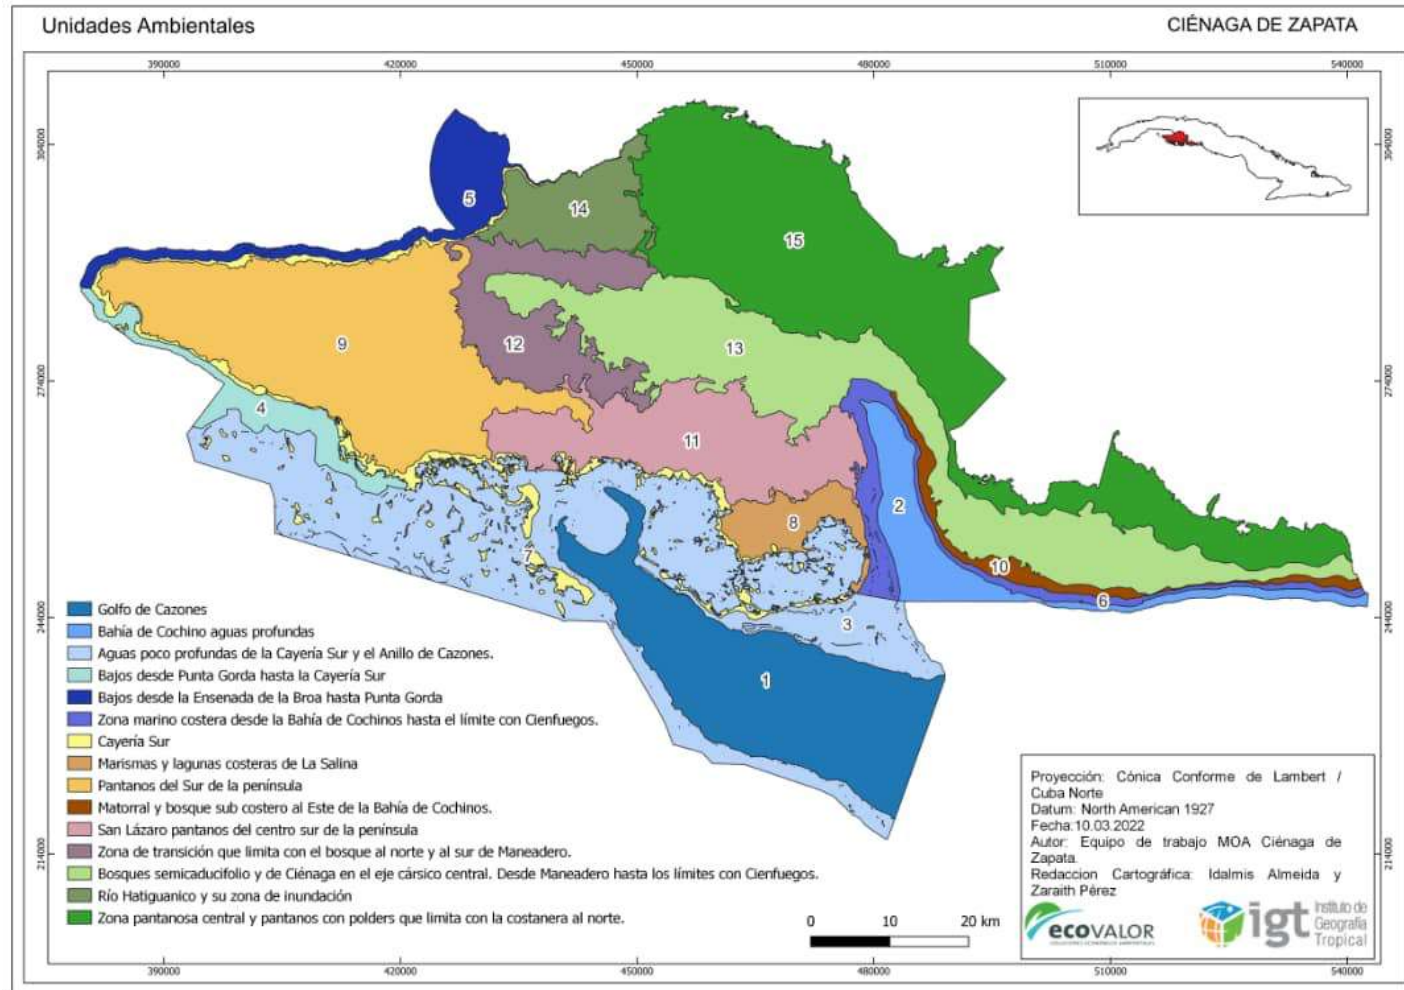 Unidades Ambientales
CIÉNAGA DE ZAPATA
390000
420000
450000
480000
510000
540000
304000
304000
5
14
15
274000
274000
9
12
13
4
11
2
8
7
10
6
3
1
244000
244000
Golfo de Cazones
Bahía de Cochino aguas profundas
Aguas poco profundas de la Cayería Sur y el Anillo de Cazones.
Bajos desde Punta Gorda hasta la Cayería Sur
Bajos desde la Ensenada de la Broa hasta Punta Gorda
Zona marino costera desde la Bahía de Cochinos hasta el límite con Cienfuegos.
Cayería Sur
Marismas y lagunas costeras de La Salina
Pantanos del Sur de la península
Matorral y bosque sub costero al Este de la Bahía de Cochinos.
San Lázaro pantanos del centro sur de la península
Zona de transición que limita con el bosque al norte y al sur de Maneadero.
Bosques semicaducifolio y de Ciénaga en el eje cársico central. Desde Maneadero hasta los límites con Cienfuegos.
Río Hatiguanico y su zona de inundación
Zona pantanosa central y pantanos con polders que limita con la costanera al norte.
214000
214000
0 10 20 km
Proyección: Cónica Conforme de Lambert /
Cuba Norte
Datum: North American 1927
Fecha:10.03.2022
Autor: Equipo de trabajo MOA Ciénaga de
Zapata.
Redaccion Cartográfica: Idalmis Almeida y
Zaraith Pérez
ecoVALOR
igt
Instituto de
Geografía
Tropical
390000
420000
450000
480000
510000
540000